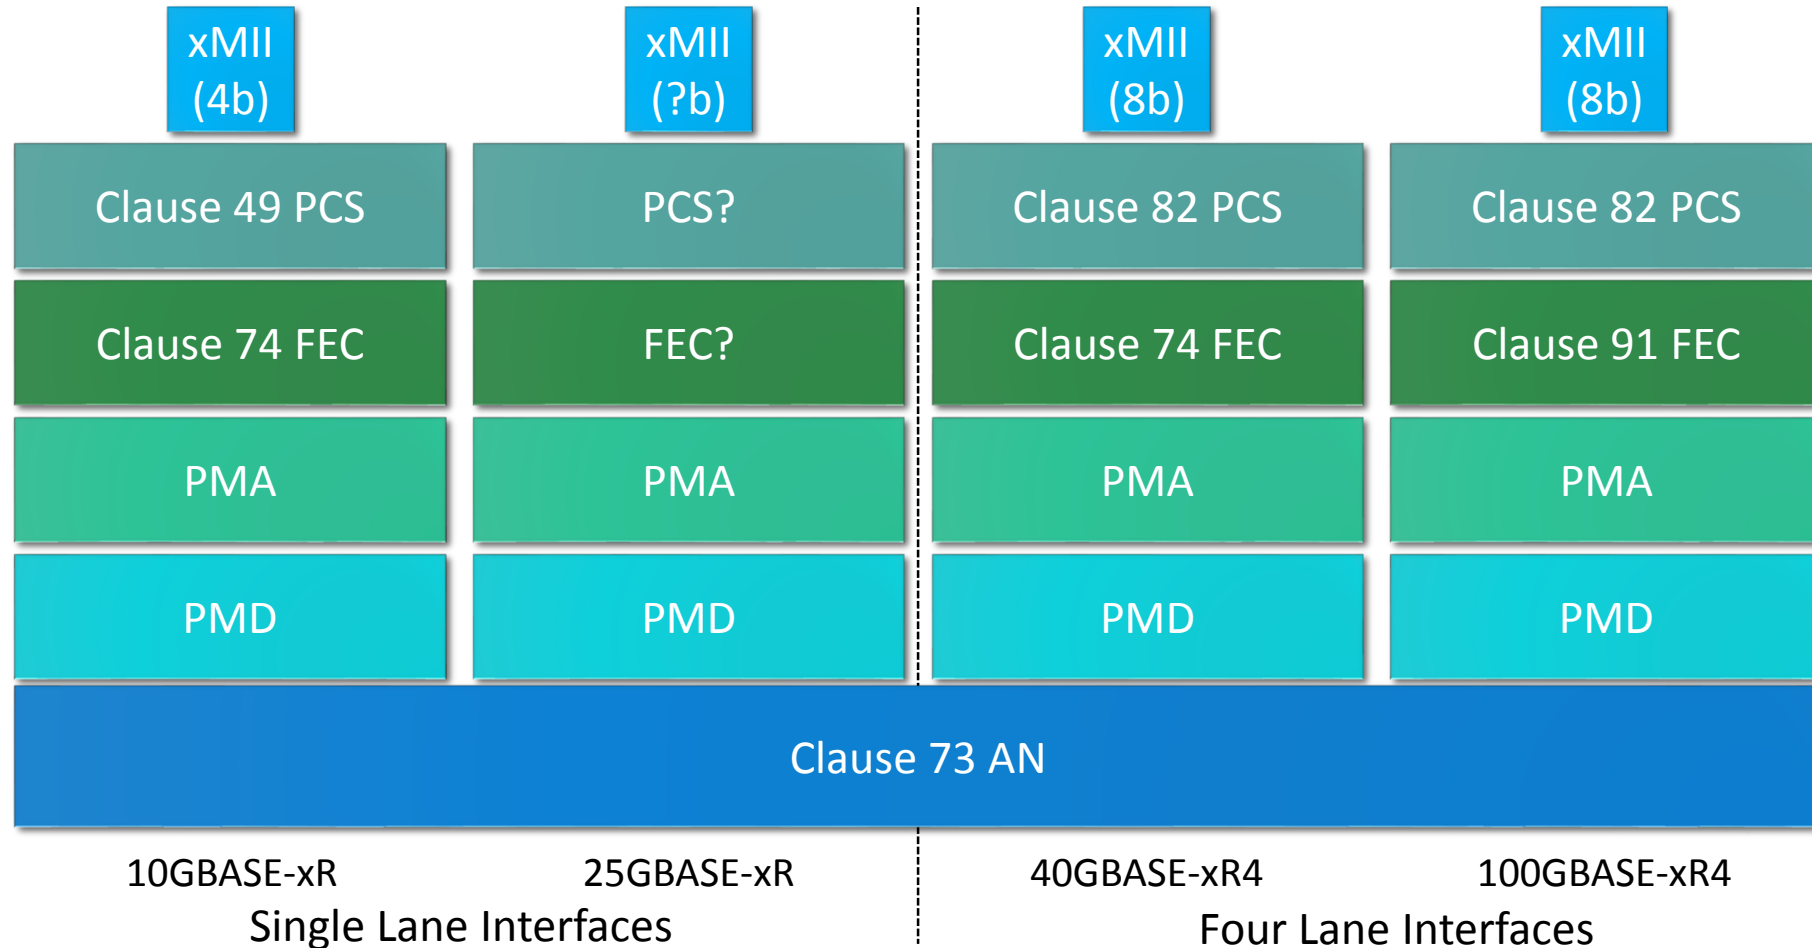 xMII
(4b)
xMII
(?b)
xMII
(8b)
xMII
(8b)
Clause 49 PCS
PCS?
Clause 82 PCS
Clause 82 PCS
Clause 74 FEC
FEC?
Clause 74 FEC
Clause 91 FEC
PMA
PMA
PMA
PMA
PMD
PMD
PMD
PMD
Clause 73 AN
10GBASE-xR
25GBASE-xR
40GBASE-xR4
100GBASE-xR4
Single Lane Interfaces
Four Lane Interfaces